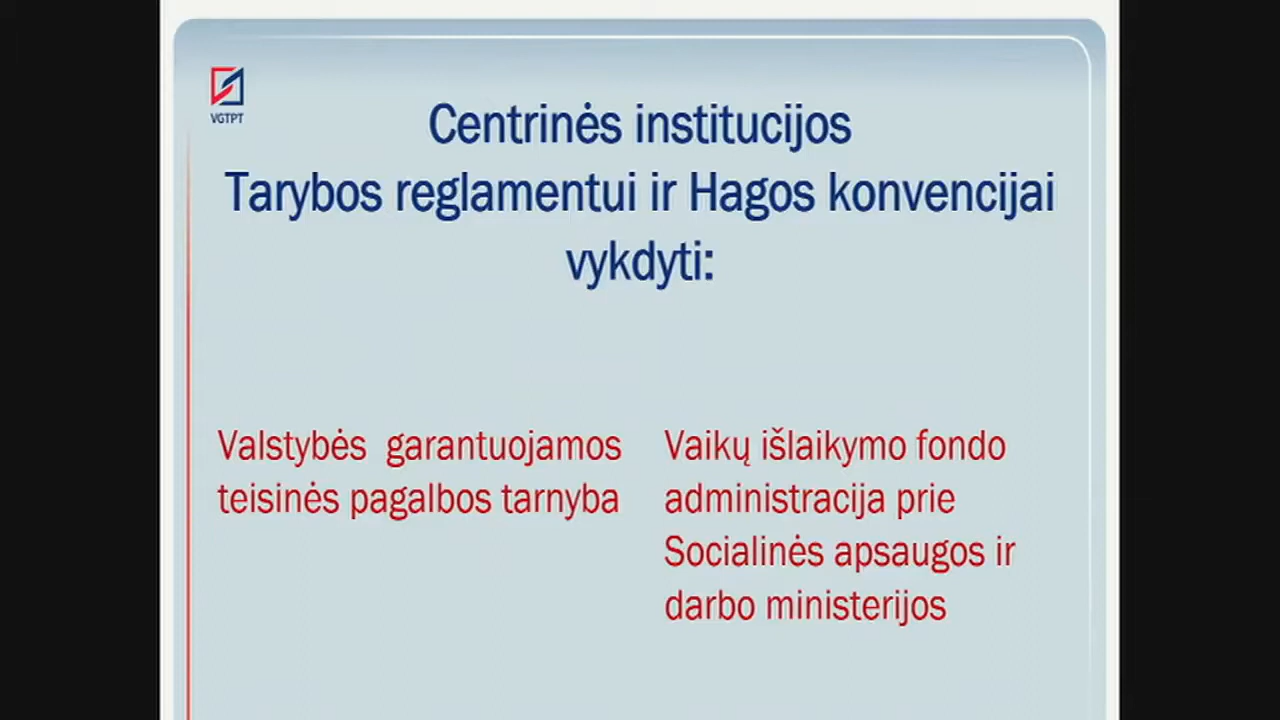 VGTPT
Centrinės institucijos
Tarybos reglamentui ir Hagos konvencijai
vykdyti:
Valstybės garantuojamos
teisinės pagalbos tarnyba
Vaikų išlaikymo fondo
administracija prie
Socialinės apsaugos ir
darbo ministerijos